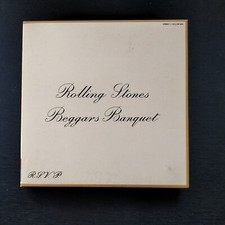 Rolling Stones
Beggars Banquet
R.S.V.P.